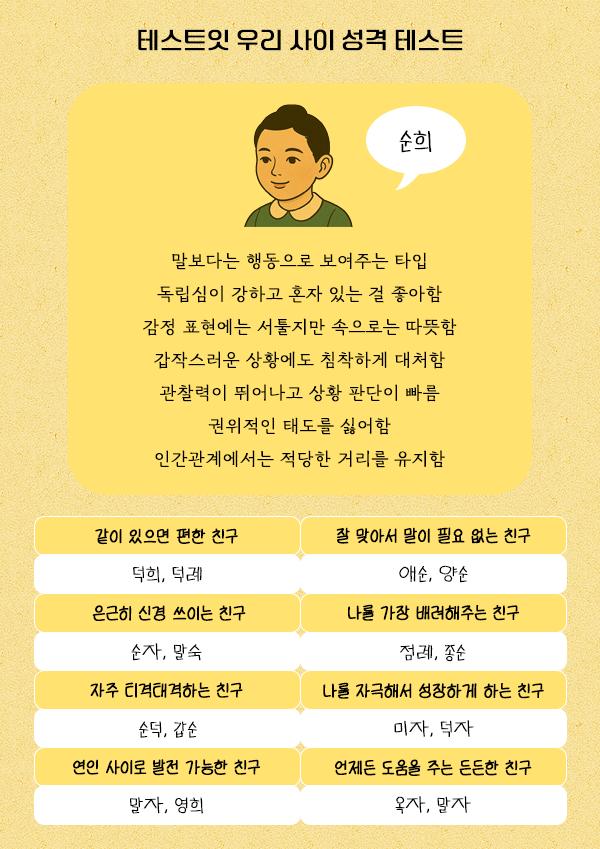 테스트잇 우리 사이 성격 테스트
순희
말보다는 행동으로 보여주는 타입
독립심이 강하고 혼자 있는 걸 좋아함
감정 표현에는 서툴지만 속으로는 따뜻함
갑작스러운 상황에도 침착하게 대처함
관찰력이 뛰어나고 상황 판단이 빠름
권위적인 태도를 싫어함
인간관계에서는 적당한 거리를 유지함
같이 있으면 편한 친구
잘 맞아서 말이 필요 없는 친구
덕희, 덕례
애순, 양순
은근히 신경 쓰이는 친구
나를 가장 배려해주는 친구
순자, 말숙
점례, 종순
자주 티격태격하는 친구
나를 자극해서 성장하게 하는 친구
순덕, 갑순
미자, 덕자
연인 사이로 발전 가능한 친구
언제든 도움을 주는 든든한 친구
말자, 영희
옥자, 말자